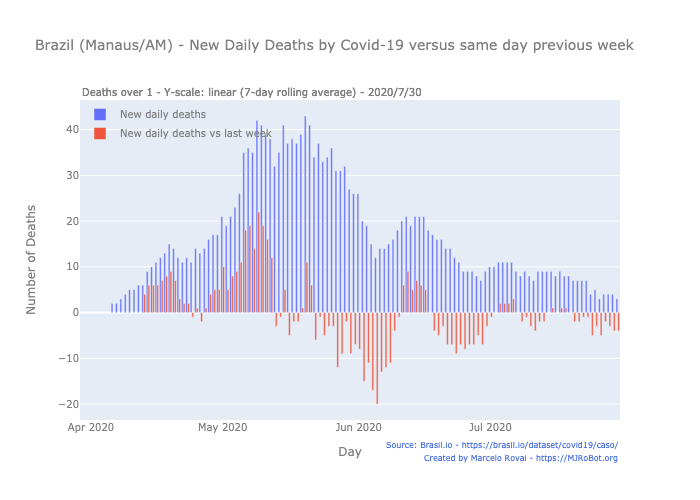 Brazil (Manaus/AM) - New Daily Deaths by Covid-19 versus same day previous week
Deaths over 1 - Y-scale: linear (7-day rolling average) - 2020/7/30
New daily deaths
New daily deaths vs last week
40
30
20
10
0
−10
−20
Number of Deaths
Apr 2020 May 2020 Jun 2020 Jul 2020
Day
Source: Brasil.io - https://brasil.io/dataset/covid19/caso/
Created by Marcelo Rovai - https://MJRoBot.org